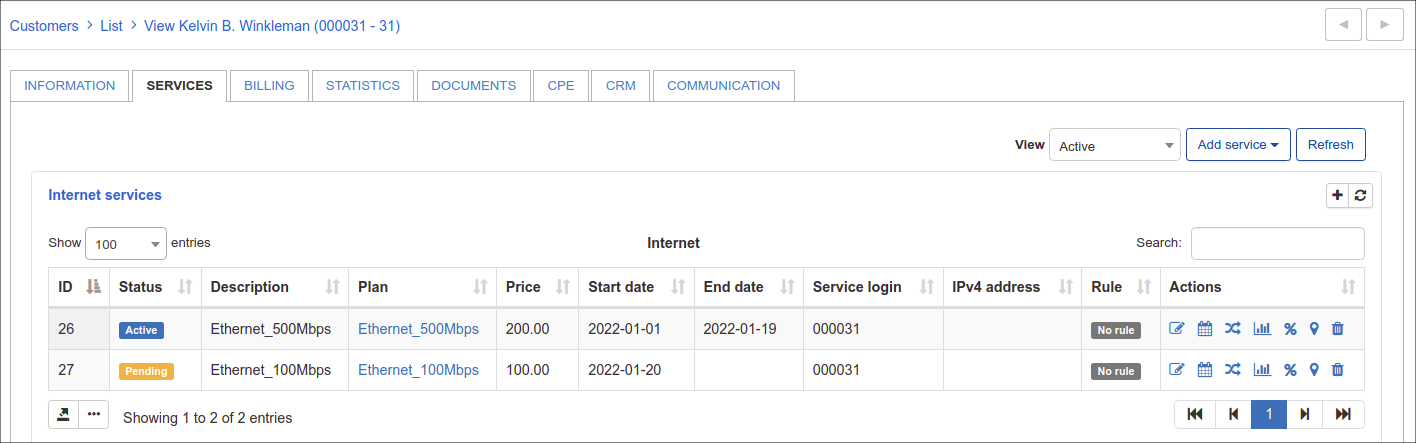 Customers > List > View Kelvin B. Winkleman (000031 - 31)
INFORMATION SERVICES BILLING STATISTICS DOCUMENTS CPE CRM COMMUNICATION
View Active Add service Refresh
Internet services
Show 100 entries Internet Search:
ID Status Description Plan Price Start date End date Service login IPv4 address Rule Actions
26 Active Ethernet_500Mbps Ethernet_500Mbps 200.00 2022-01-01 2022-01-19 000031 No rule
27 Pending Ethernet_100Mbps Ethernet_100Mbps 100.00 2022-01-20 000031 No rule
Showing 1 to 2 of 2 entries 1